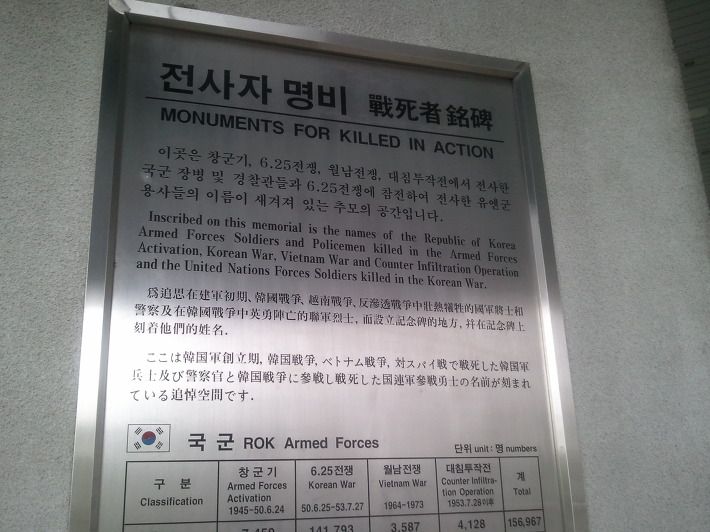 전사자 명비 戰死者 銘碑
MONUMENTS FOR KILLED IN ACTION
이곳은 창군기, 6.25전쟁, 월남전쟁, 대침투작전에서 전사한
국군 장병 및 경찰관들과 6.25전쟁에 참전하여 전사한 유엔군
용사들의 이름이 새겨져 있는 추모의 공간입니다.
Inscribed on this memorial is the names of the Republic of Korea
Armed Forces Soldiers and Policemen killed in the Armed Forces
Activation, Korean War, Vietnam War and Counter Infiltration Operation
and the United Nations Forces Soldiers killed in the Korean War.
爲追思在建軍初期、韓國戰爭、越南戰爭、反滲透戰爭中壯熱犧牲的國軍將士和
警察及在韓國戰爭中英勇陣亡的聯軍烈士, 而設立記念碑的地方, 幷在記念碑上
刻着他們的姓名.
ここは韓国軍創立期, 韓国戦争, ベトナム戦争, 対スパイ戦で戦死した韓国軍
兵士及び警察官と韓国戦争に参戦し戦死した国連軍參戦勇士の名前が刻まれ
ている追悼空間です.
국 군 ROK Armed Forces 단위 unit : 명 numbers
구 분 창 군 기 6.25전쟁 월남전쟁 대침투작전 계
Classification Armed Forces Activation Korean War Vietnam War Counter Infiltra-tion Operation Total
1945~50.6.24 50.6.25~53.7.27 1964~1973 1953.7.28이후
7,459 141,793 3,587 4,128 156,967